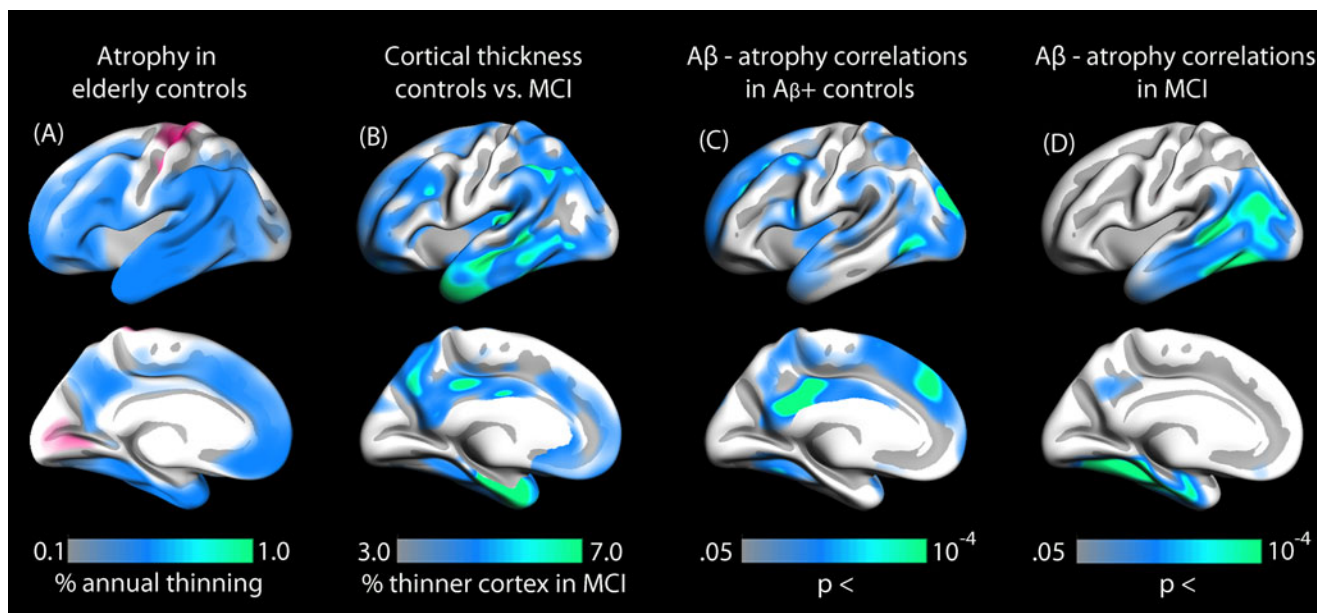 Atrophy in
elderly controls
(A)
0.1 1.0
% annual thinning
Cortical thickness
controls vs. MCI
(B)
3.0 7.0
% thinner cortex in MCI
Aβ - atrophy correlations
in Aβ+ controls
(C)
.05 10⁻⁴
p <
Aβ - atrophy correlations
in MCI
(D)
.05 10⁻⁴
p <